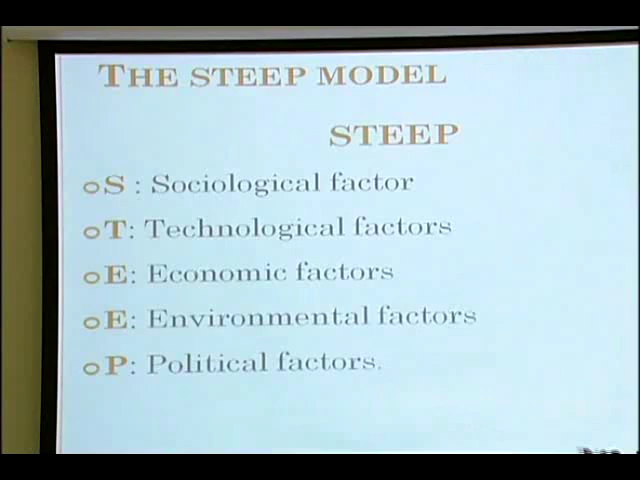 THE STEEP MODEL
STEEP
S : Sociological factor
T: Technological factors
E: Economic factors
E: Environmental factors
P: Political factors.